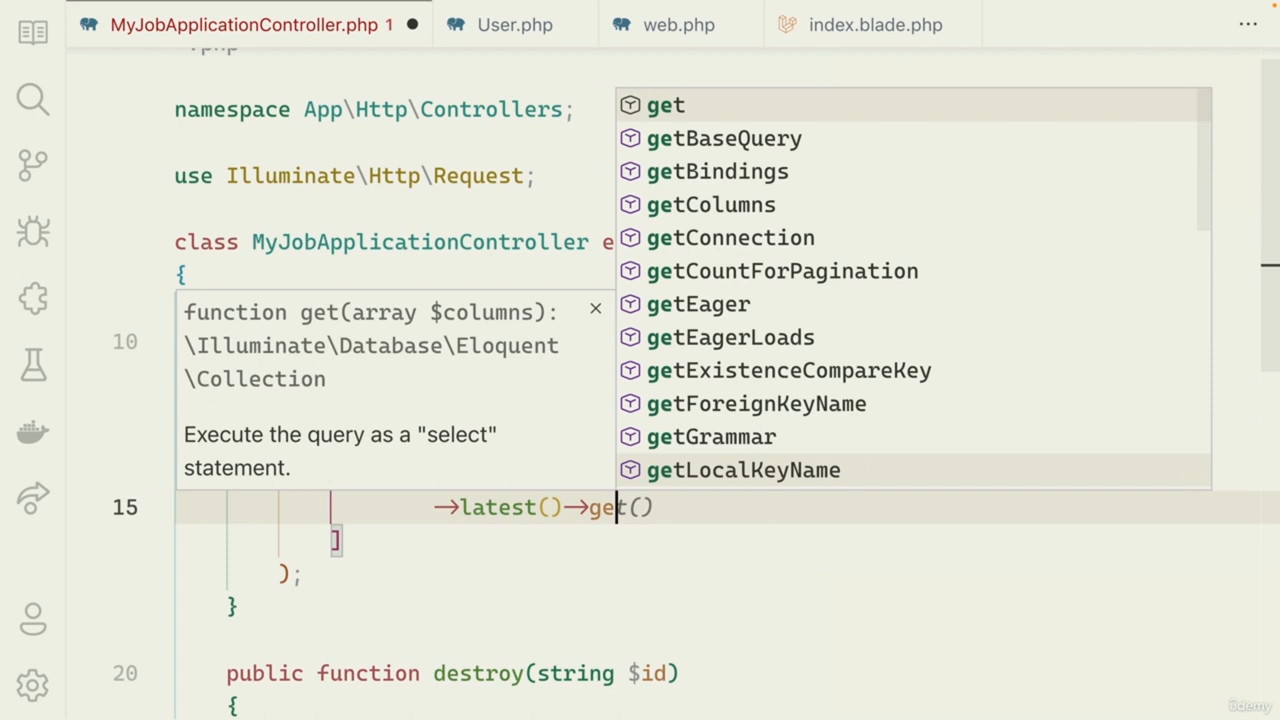 MyJobApplicationController.php 1
User.php
web.php
index.blade.php
namespace App\Http\Controllers;
use Illuminate\Http\Request;
class MyJobApplicationController e
{
get
getBaseQuery
getBindings
getColumns
getConnection
getCountForPagination
getEager
getEagerLoads
getExistenceCompareKey
getForeignKeyName
getGrammar
getLocalKeyName
function get(array $columns):
\Illuminate\Database\Eloquent
\Collection
Execute the query as a "select"
statement.
10
15 ->latest()->get()
]
);
}
20 public function destroy(string $id)
{
ûdemy